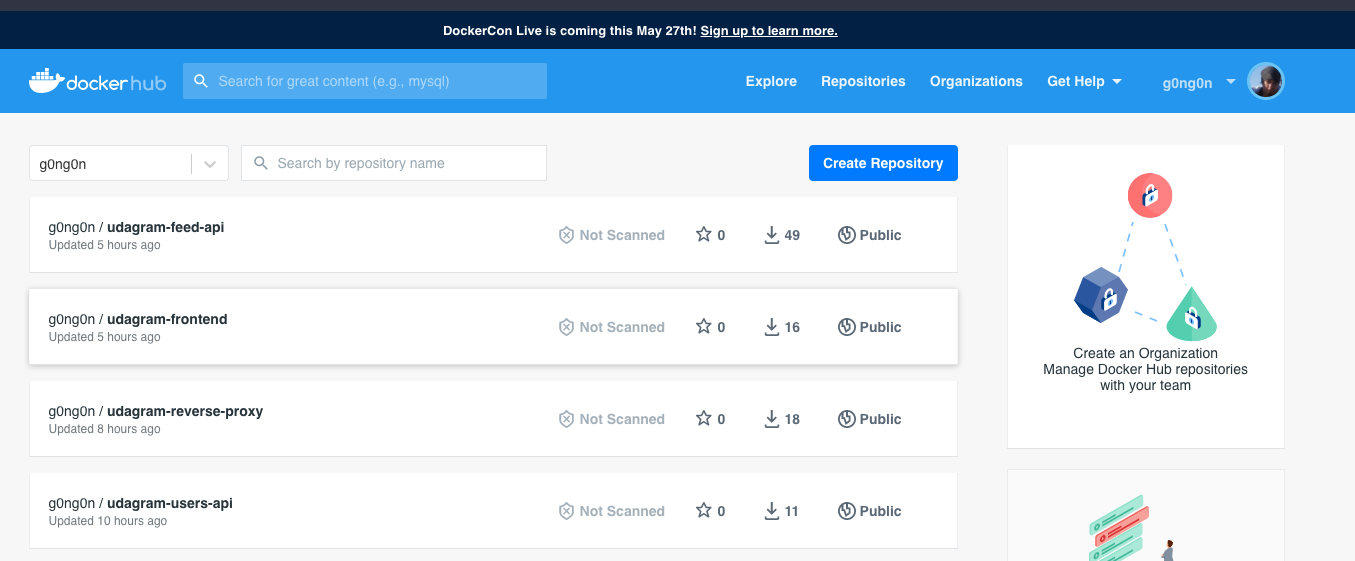 DockerCon Live is coming this May 27th! Sign up to learn more.
docker hub
Search for great content (e.g., mysql)
Explore
Repositories
Organizations
Get Help
g0ng0n
g0ng0n
Search by repository name
Create Repository
g0ng0n / udagram-feed-api
Updated 5 hours ago
Not Scanned
0
49
Public
g0ng0n / udagram-frontend
Updated 5 hours ago
Not Scanned
0
16
Public
g0ng0n / udagram-reverse-proxy
Updated 8 hours ago
Not Scanned
0
18
Public
g0ng0n / udagram-users-api
Updated 10 hours ago
Not Scanned
0
11
Public
Create an Organization
Manage Docker Hub repositories
with your team